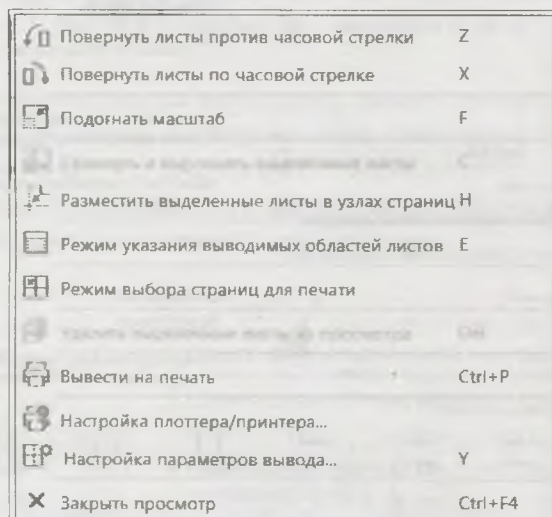 Повернуть листы против часовой стрелки Z
Повернуть листы по часовой стрелке X
Подогнать масштаб F
Разместить выделенные листы в узлах страниц H
Режим указания выводимых областей листов E
Режим выбора страниц для печати
Вывести на печать Ctrl+P
Настройка плоттера/принтера...
Настройка параметров вывода... Y
Закрыть просмотр Ctrl+F4